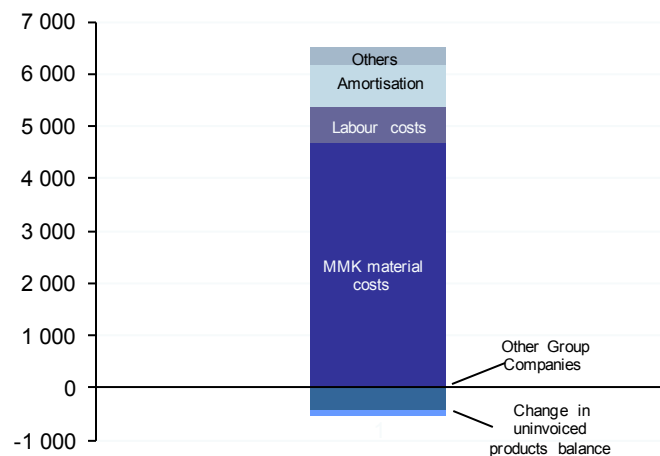 7 000
6 000
5 000
4 000
3 000
2 000
1 000
0
-1 000
Others
Amortisation
Labour costs
MMK material
costs
Other Group
Companies
Change in
uninvoiced
products balance